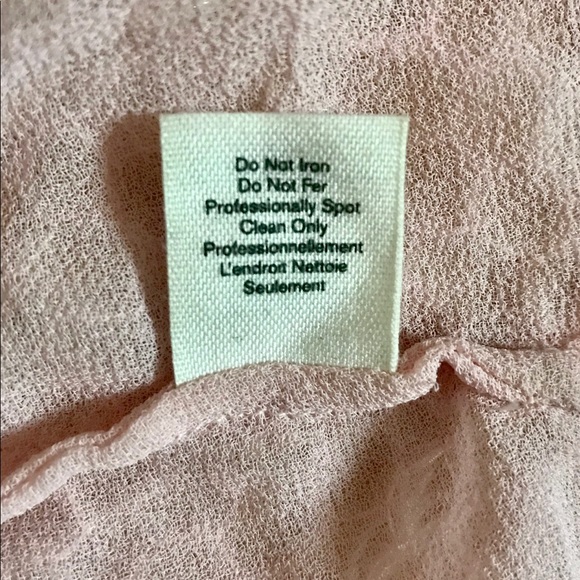 Do Not Iron
Do Not Fer
Professionally Spot
Clean Only
Professionnellement
L'endroit Nettoie
Seulement